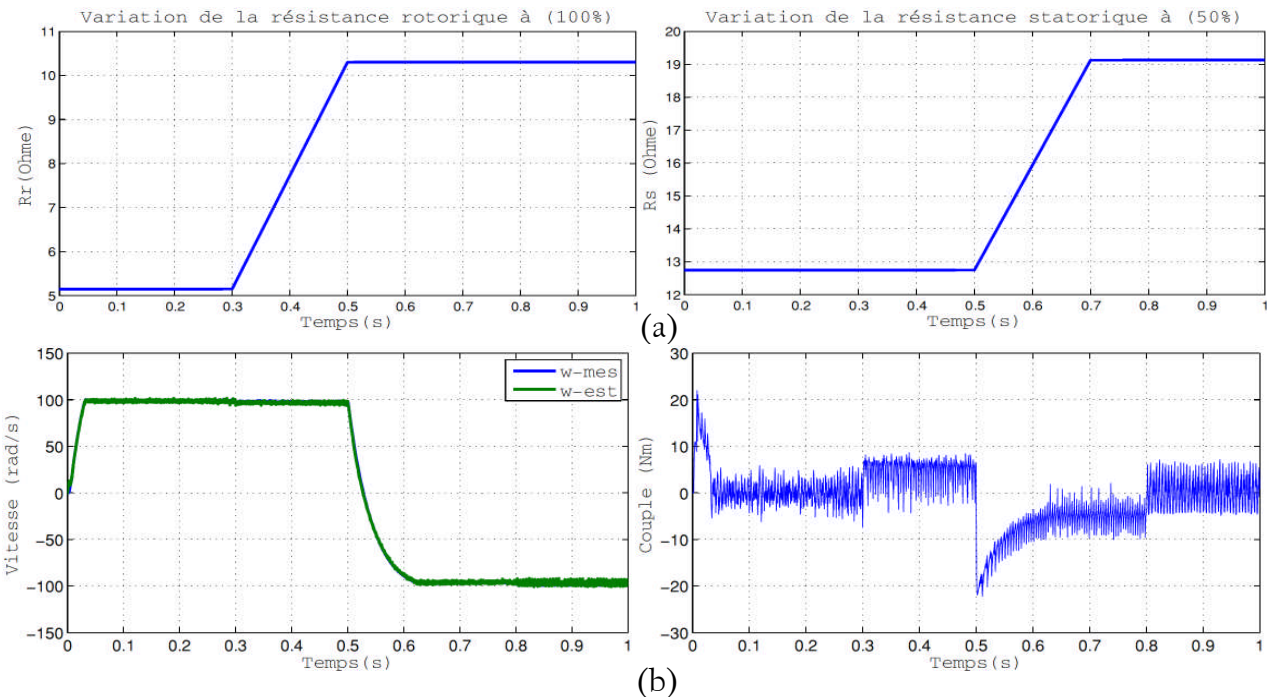 Variation de la résistance rotorique à (100%)
11
10
9
8
7
6
5
Rr(Ohme)
0 0.1 0.2 0.3 0.4 0.5 0.6 0.7 0.8 0.9 1
Temps(s)
Variation de la résistance statorique à (50%)
20
19
18
17
16
15
14
13
12
Rs (Ohme)
0 0.1 0.2 0.3 0.4 0.5 0.6 0.7 0.8 0.9 1
Temps(s)
(a)
150
100
50
0
−50
−100
−150
Vitesse (rad/s)
w-mes
w-est
0 0.1 0.2 0.3 0.4 0.5 0.6 0.7 0.8 0.9 1
Temps(s)
30
20
10
0
−10
−20
−30
Couple (Nm)
0 0.1 0.2 0.3 0.4 0.5 0.6 0.7 0.8 0.9 1
Temps(s)
(b)